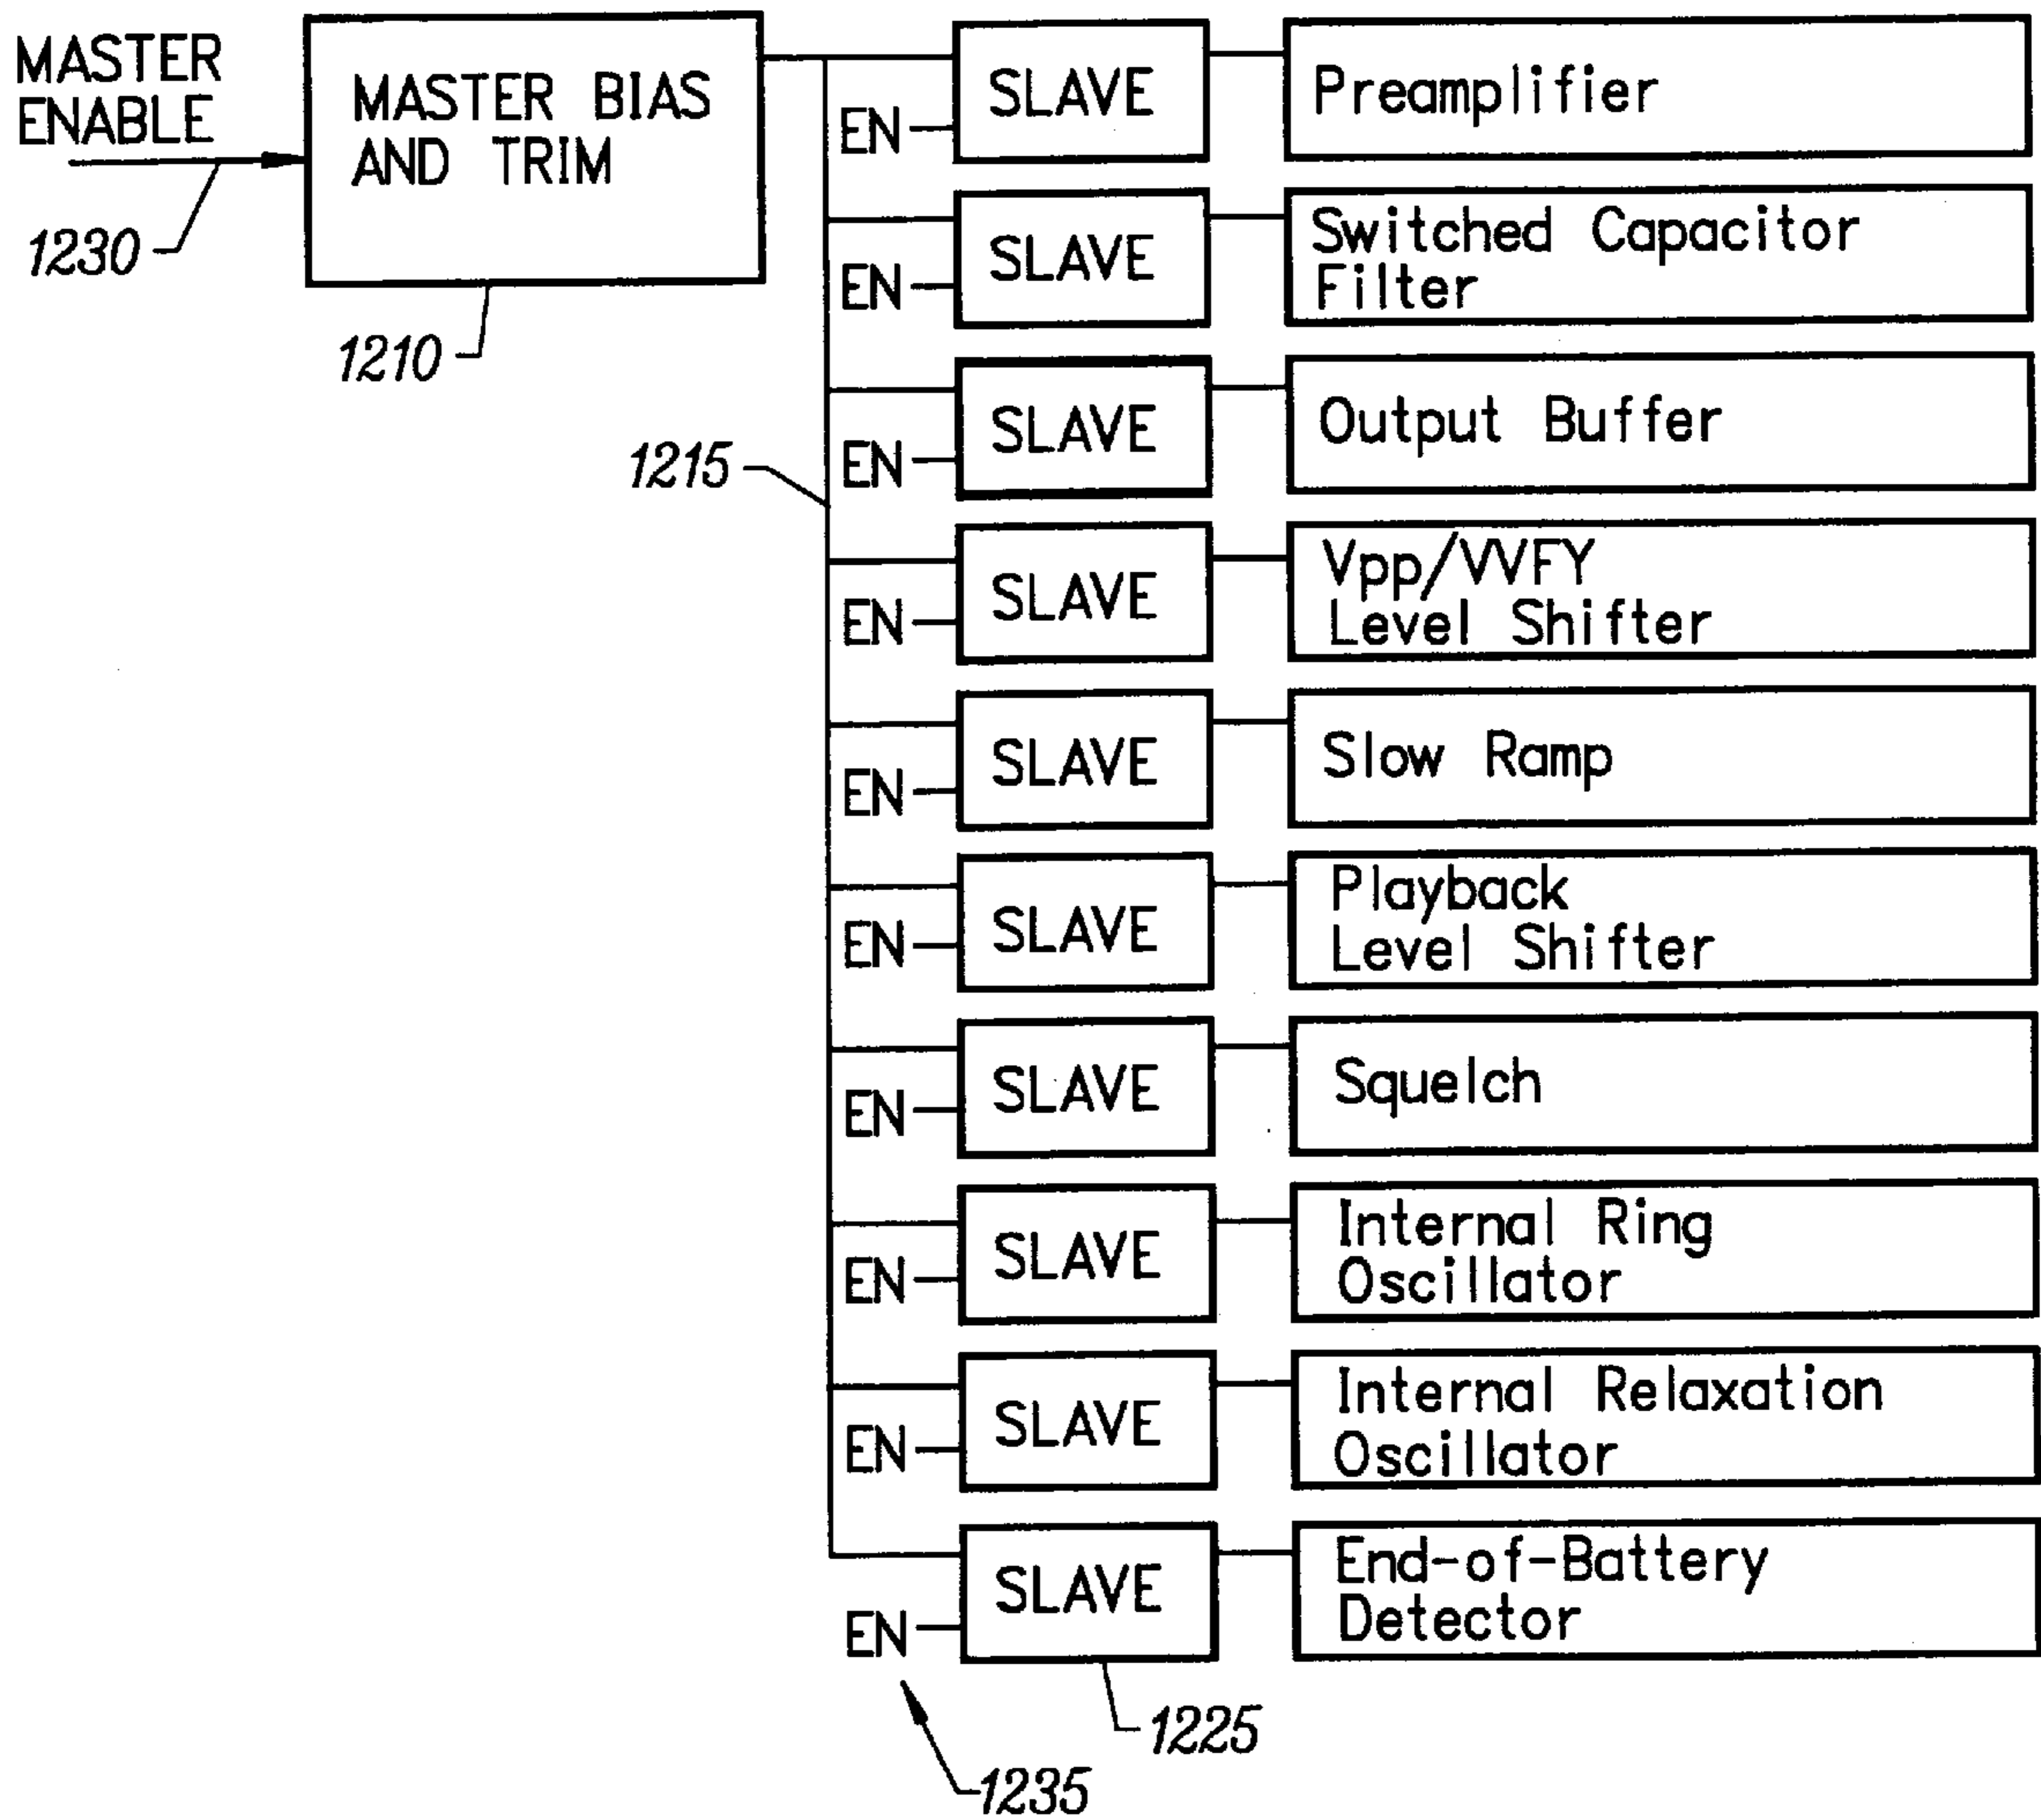 MASTER
ENABLE
1230
MASTER BIAS
AND TRIM
1210
1215
EN
SLAVE
Preamplifier
EN
SLAVE
Switched Capacitor
Filter
EN
SLAVE
Output Buffer
EN
SLAVE
Vpp/VVFY
Level Shifter
EN
SLAVE
Slow Ramp
EN
SLAVE
Playback
Level Shifter
EN
SLAVE
Squelch
EN
SLAVE
Internal Ring
Oscillator
EN
SLAVE
Internal Relaxation
Oscillator
EN
SLAVE
End-of-Battery
Detector
1225
1235